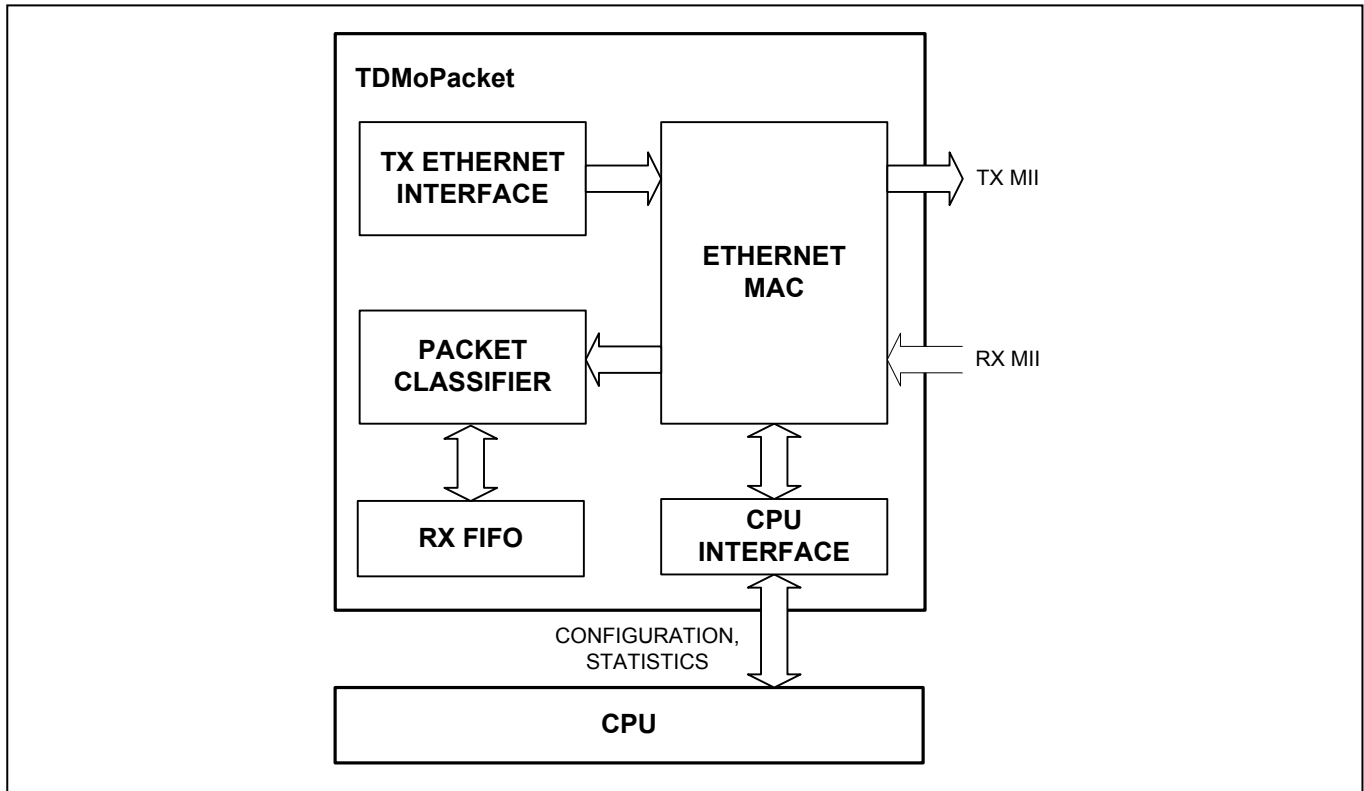 TDMoPacket
TX ETHERNET
INTERFACE
ETHERNET
MAC
TX MII
PACKET
CLASSIFIER
RX MII
RX FIFO
CPU
INTERFACE
CONFIGURATION,
STATISTICS
CPU